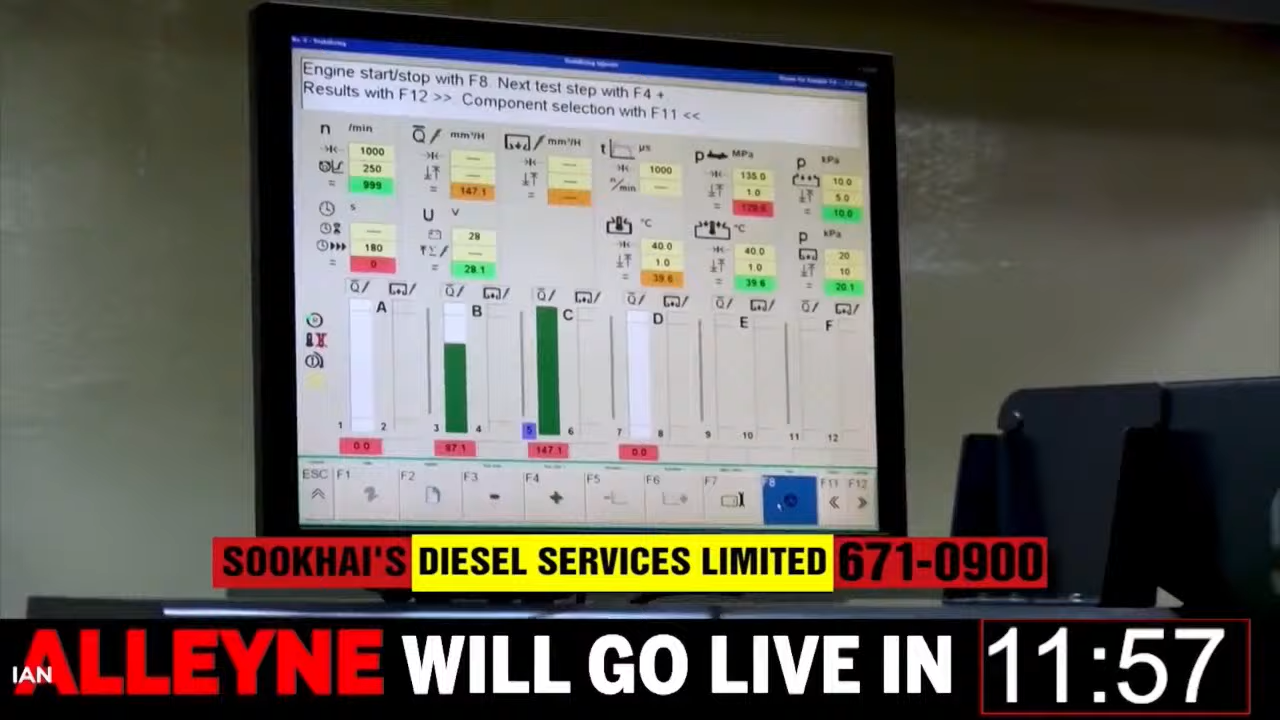 Engine start/stop with F8. Next test step with F4 +
Results with F12 >> Component selection with F11 <<
n /min
1000
250
= 999
Q mm³/H
= 147.1
mm³/H
=
t µs
1000
n/min
p MPa
135.0
1.0
=
p kPa
10.0
5.0
= 10.0
s
180
= 0
U V
28
= 28.1
°C
40.0
1.0
= 39.6
°C
40.0
1.0
= 39.6
p kPa
20
10
= 20.1
Q Q Q Q Q Q
A B C D E F
1 2 3 4 5 6 7 8 9 10 11 12
0.0 87.1 147.1 0.0
ESC F1 F2 F3 F4 F5 F6 F7 F8 F11 F12
SOOKHAI'S DIESEL SERVICES LIMITED 671-0900
IAN ALLEYNE WILL GO LIVE IN 11:57